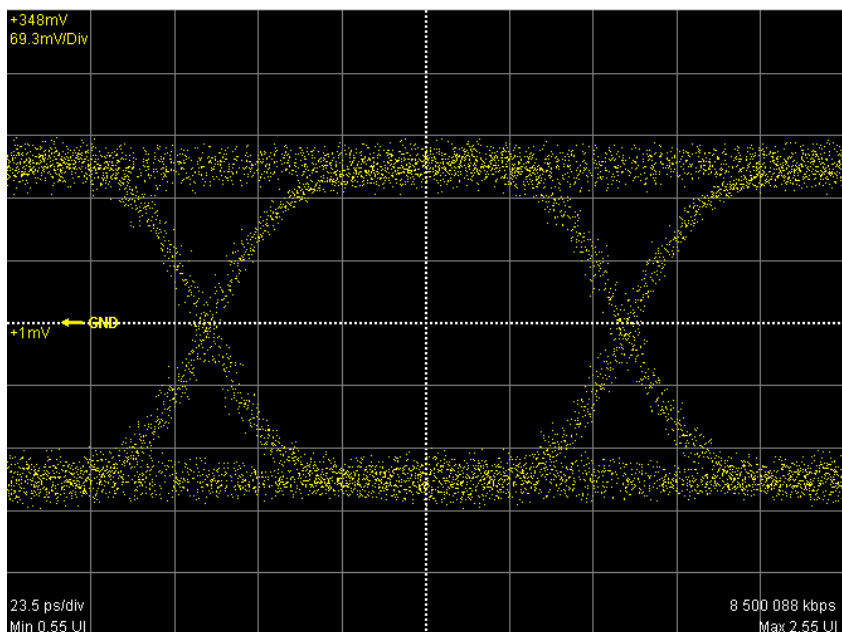 +348mV
69.3mV/Div
GND
+1mV
23.5 ps/div
8 500 088 kbps
Min 0.55 UI
Max 2.55 UI